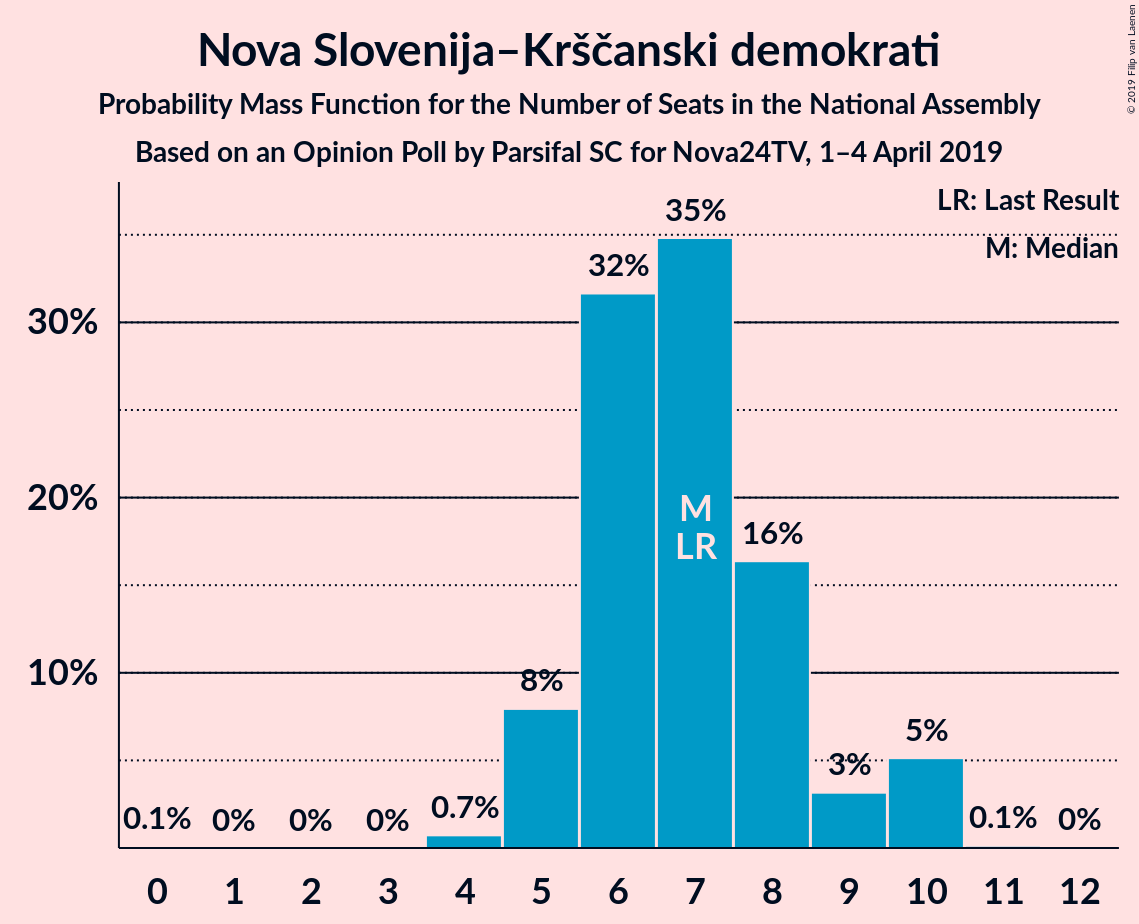 Nova Slovenija–Krščanski demokrati
Probability Mass Function for the Number of Seats in the National Assembly
Based on an Opinion Poll by Parsifal SC for Nova24TV, 1–4 April 2019
© 2019 Filip van Laenen
LR: Last Result
M: Median
30%
20%
10%
0.1%
0%
0%
0%
0.7%
8%
32%
35%
M
LR
16%
3%
5%
0.1%
0%
0 1 2 3 4 5 6 7 8 9 10 11 12